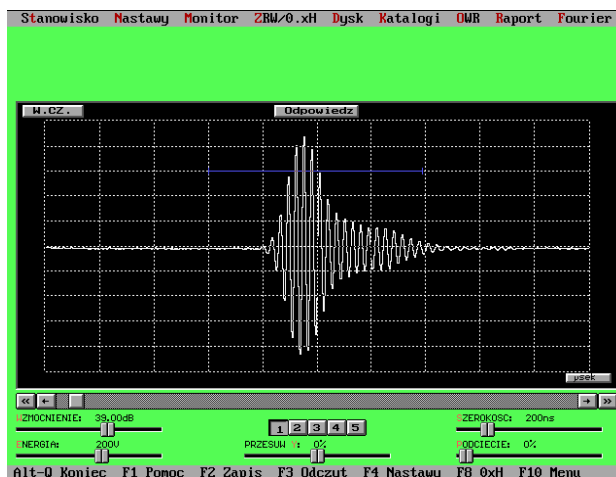 Stanowisko Nastawy Monitor ZRW/0.xH Dysk Katalogi OWR Raport Fourier
W.CZ. Odpowiedz
µsek
WZMOCNIENIE: 39.00dB
1 2 3 4 5
SZEROKOSC: 200ns
ENERGIA: 200V
PRZESUW Y: 0%
PODCIECIE: 0%
Alt-Q Koniec F1 Pomoc F2 Zapis F3 Odczyt F4 Nastawy F8 0xH F10 Menu